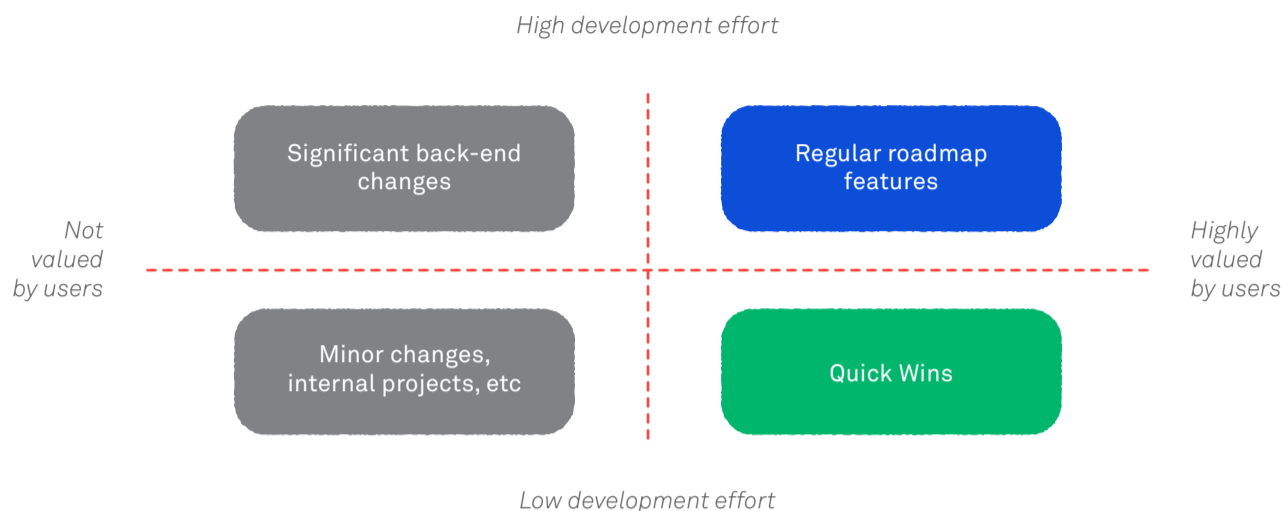 High development effort
Significant back-end
changes
Regular roadmap
features
Not
valued
by users
Highly
valued
by users
Minor changes,
internal projects, etc
Quick Wins
Low development effort